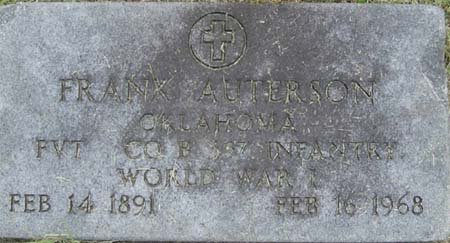 FRANK AUTERSON
OKLAHOMA
PVT CO INFANTRY
WORLD WAR I
FEB 14 1891 FEB 16 1968